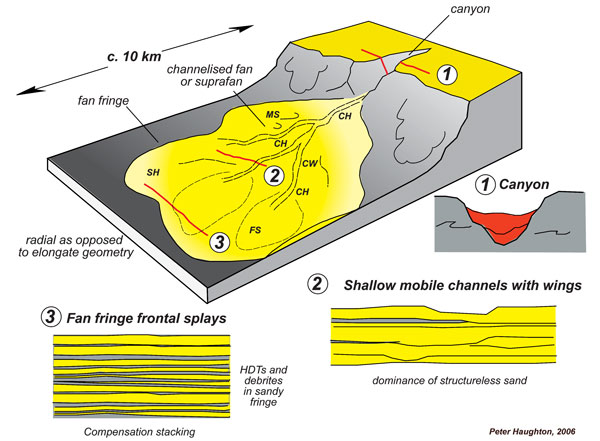 canyon
c. 10 km
channelised fan
or suprafan
1
fan fringe
MS
CH
CH
SH
CW
2
CH
1 Canyon
FS
3
radial as opposed
to elongate geometry
2 Shallow mobile channels with wings
3 Fan fringe frontal splays
HDTs and
debrites
in sandy
fringe
dominance of structureless sand
Compensation stacking
Peter Haughton, 2006